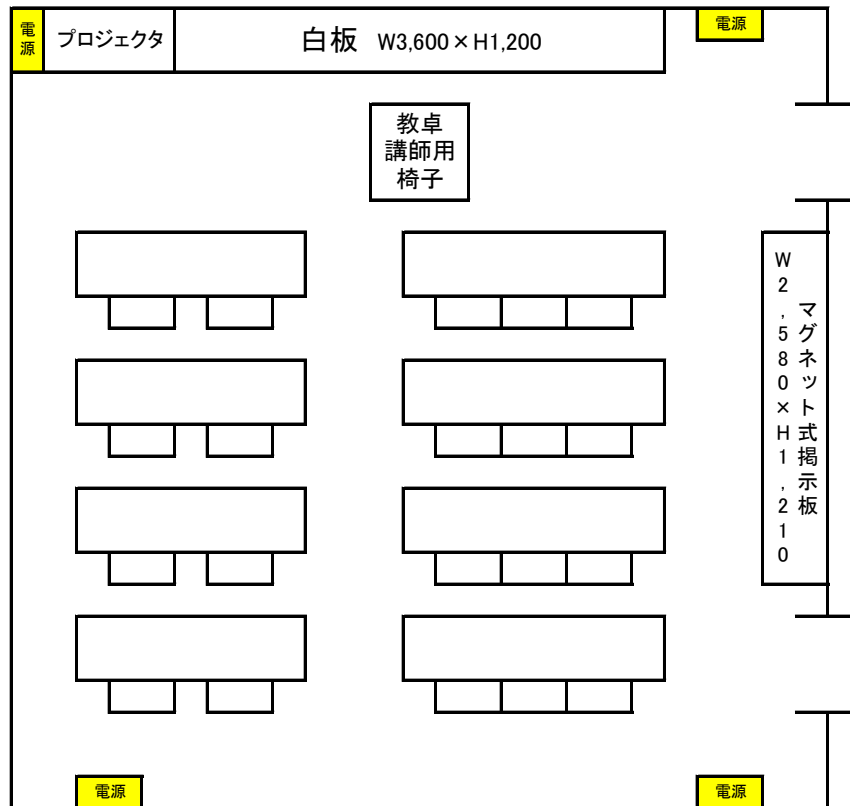 電源
プロジェクタ
白板 W3,600×H1,200
電源
教卓
講師用
椅子
マグネット式掲示板
W2,580×H1,210
電源
電源